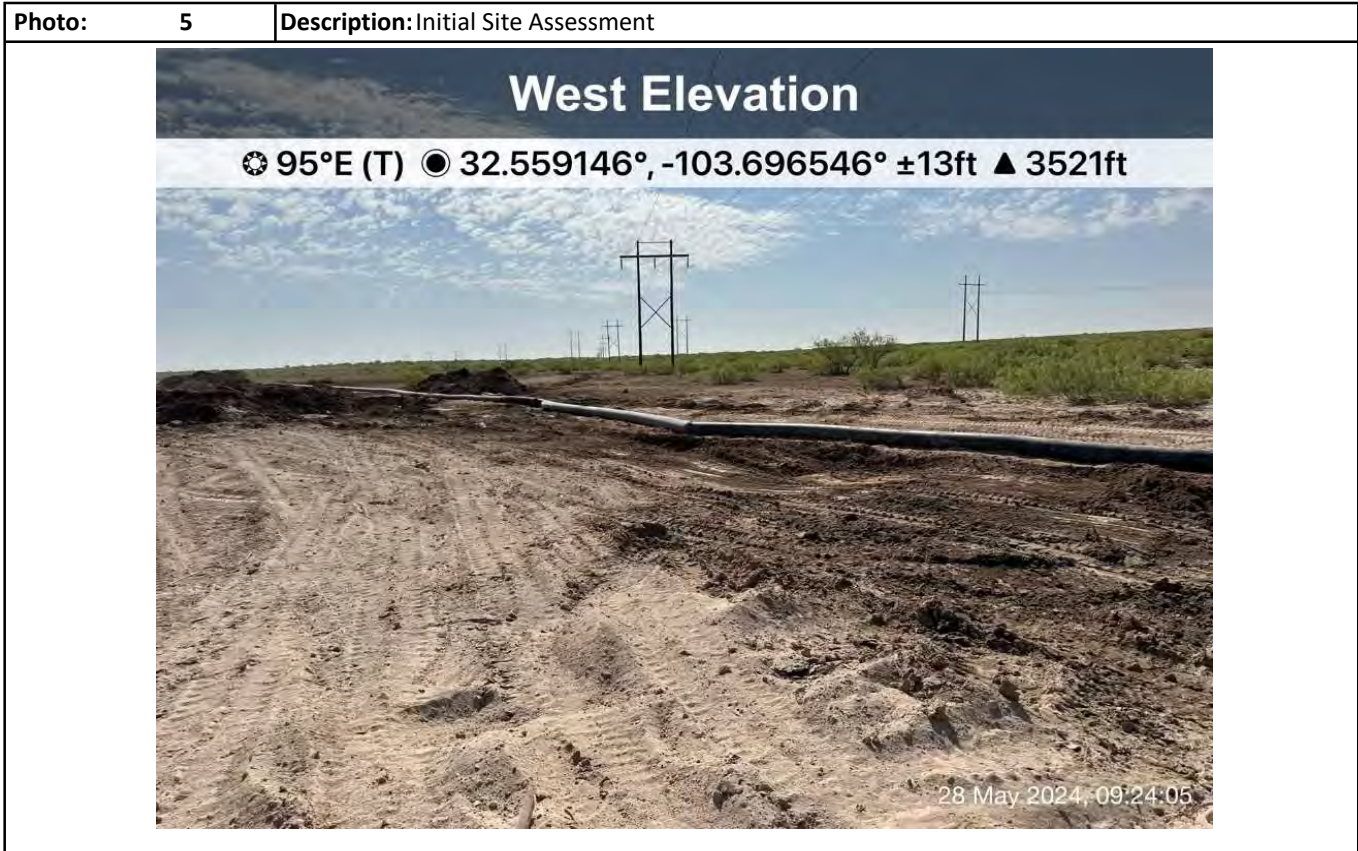 Photo: 5 Description: Initial Site Assessment
West Elevation
95°E (T) 32.559146°, -103.696546° ±13ft ▲ 3521ft
28 May 2024, 09:24:05